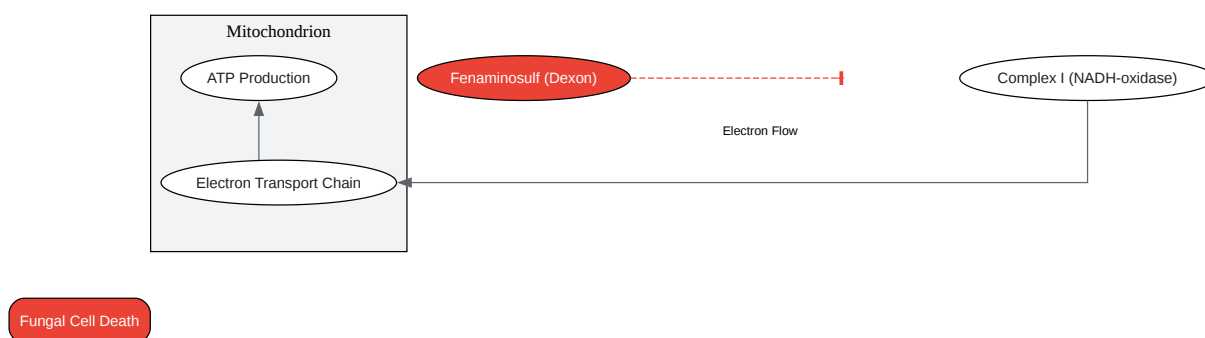 Mitochondrion
ATP Production
Fenaminosulf (Dexon)
Complex I (NADH-oxidase)
Electron Flow
Electron Transport Chain
Fungal Cell Death